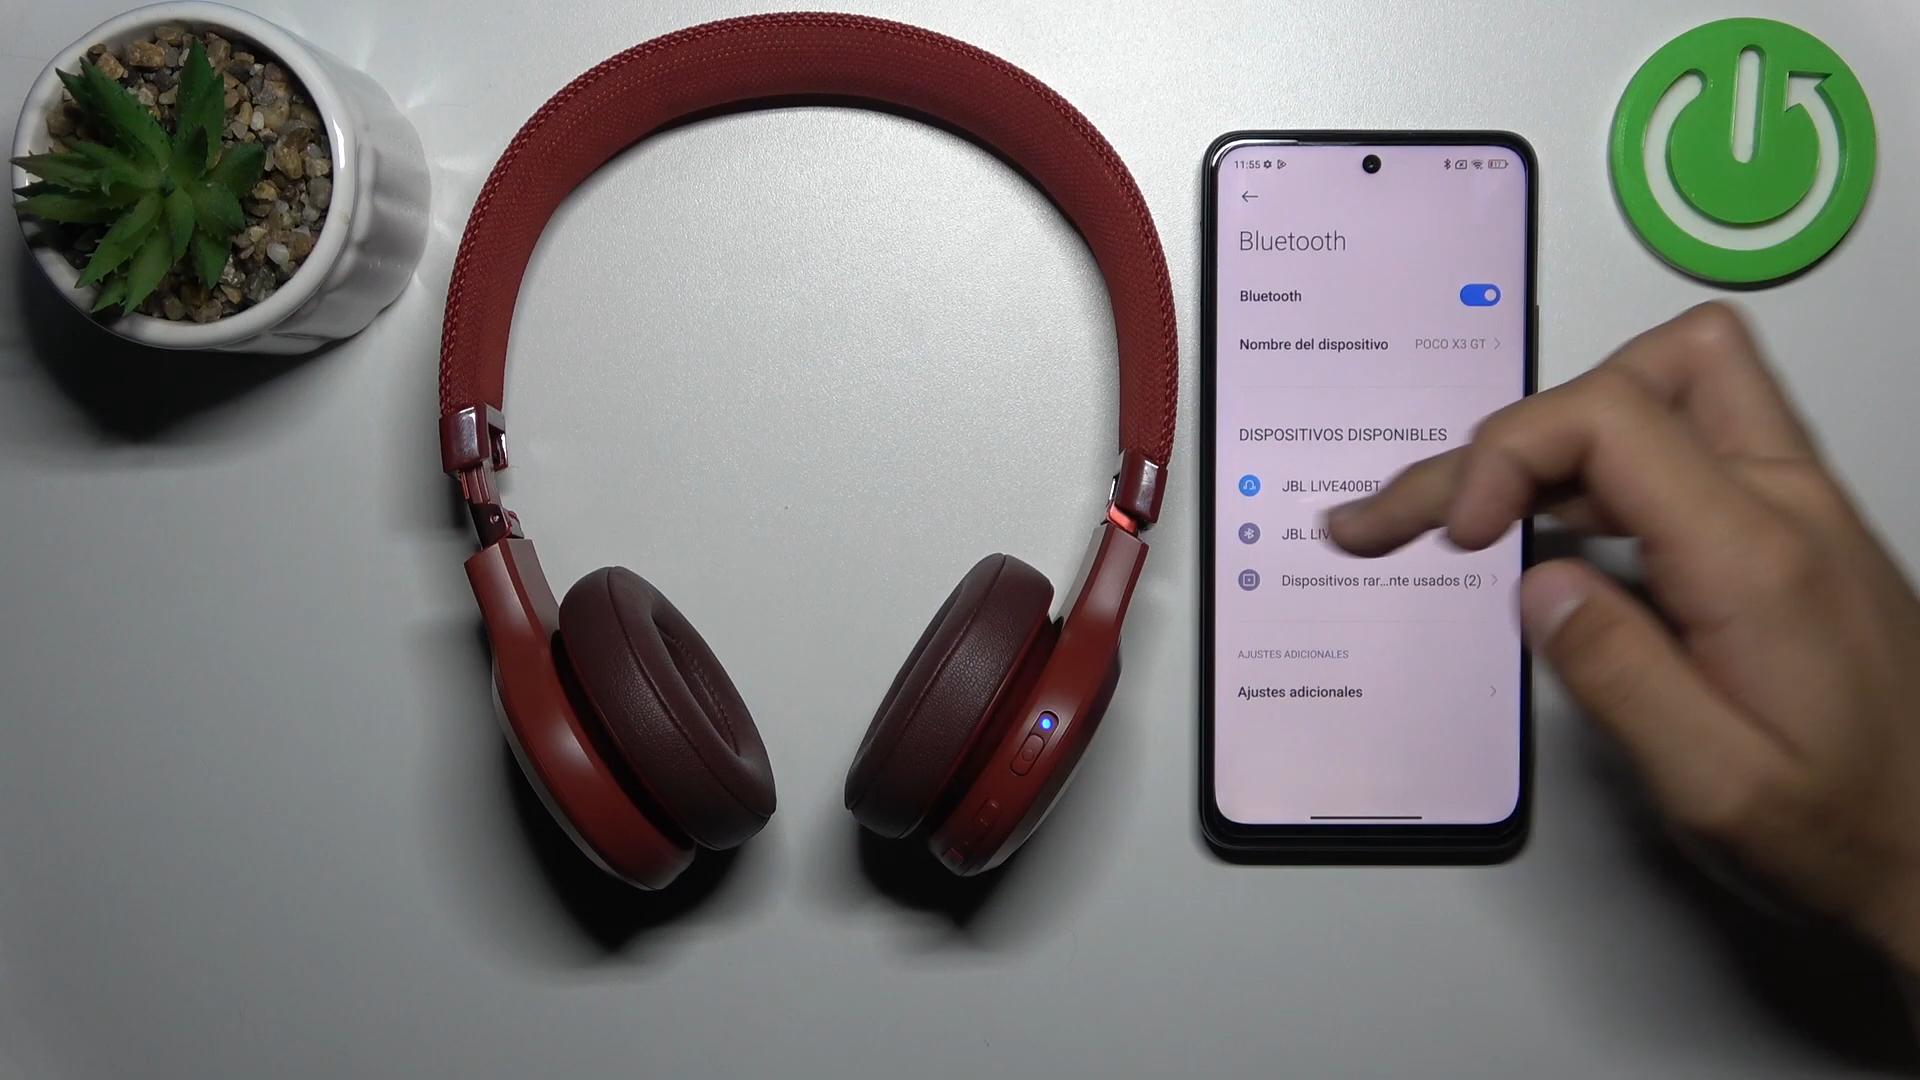 11:55
Bluetooth
Bluetooth
Nombre del dispositivo POCO X3 GT
DISPOSITIVOS DISPONIBLES
JBL LIVE400BT
JBL
Dispositivos rar...nte usados (2)
AJUSTES ADICIONALES
Ajustes adicionales